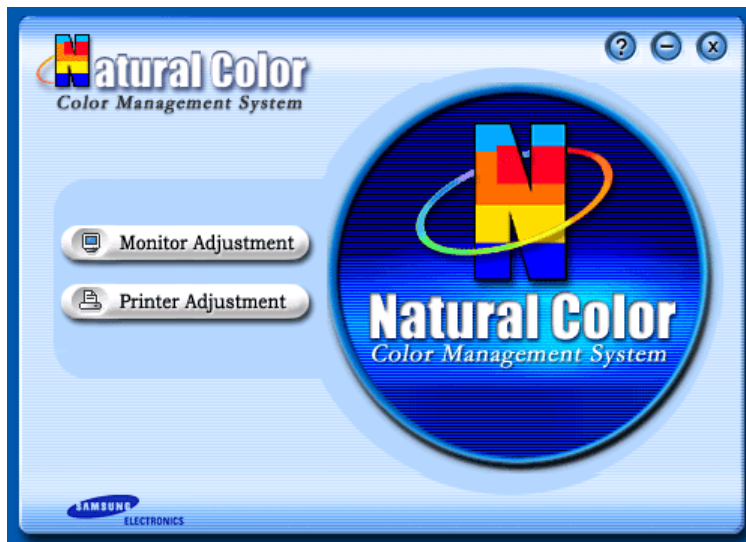 Natural Color
Color Management System
? - x
Monitor Adjustment
Printer Adjustment
N
Natural Color
Color Management System
SAMSUNG
ELECTRONICS